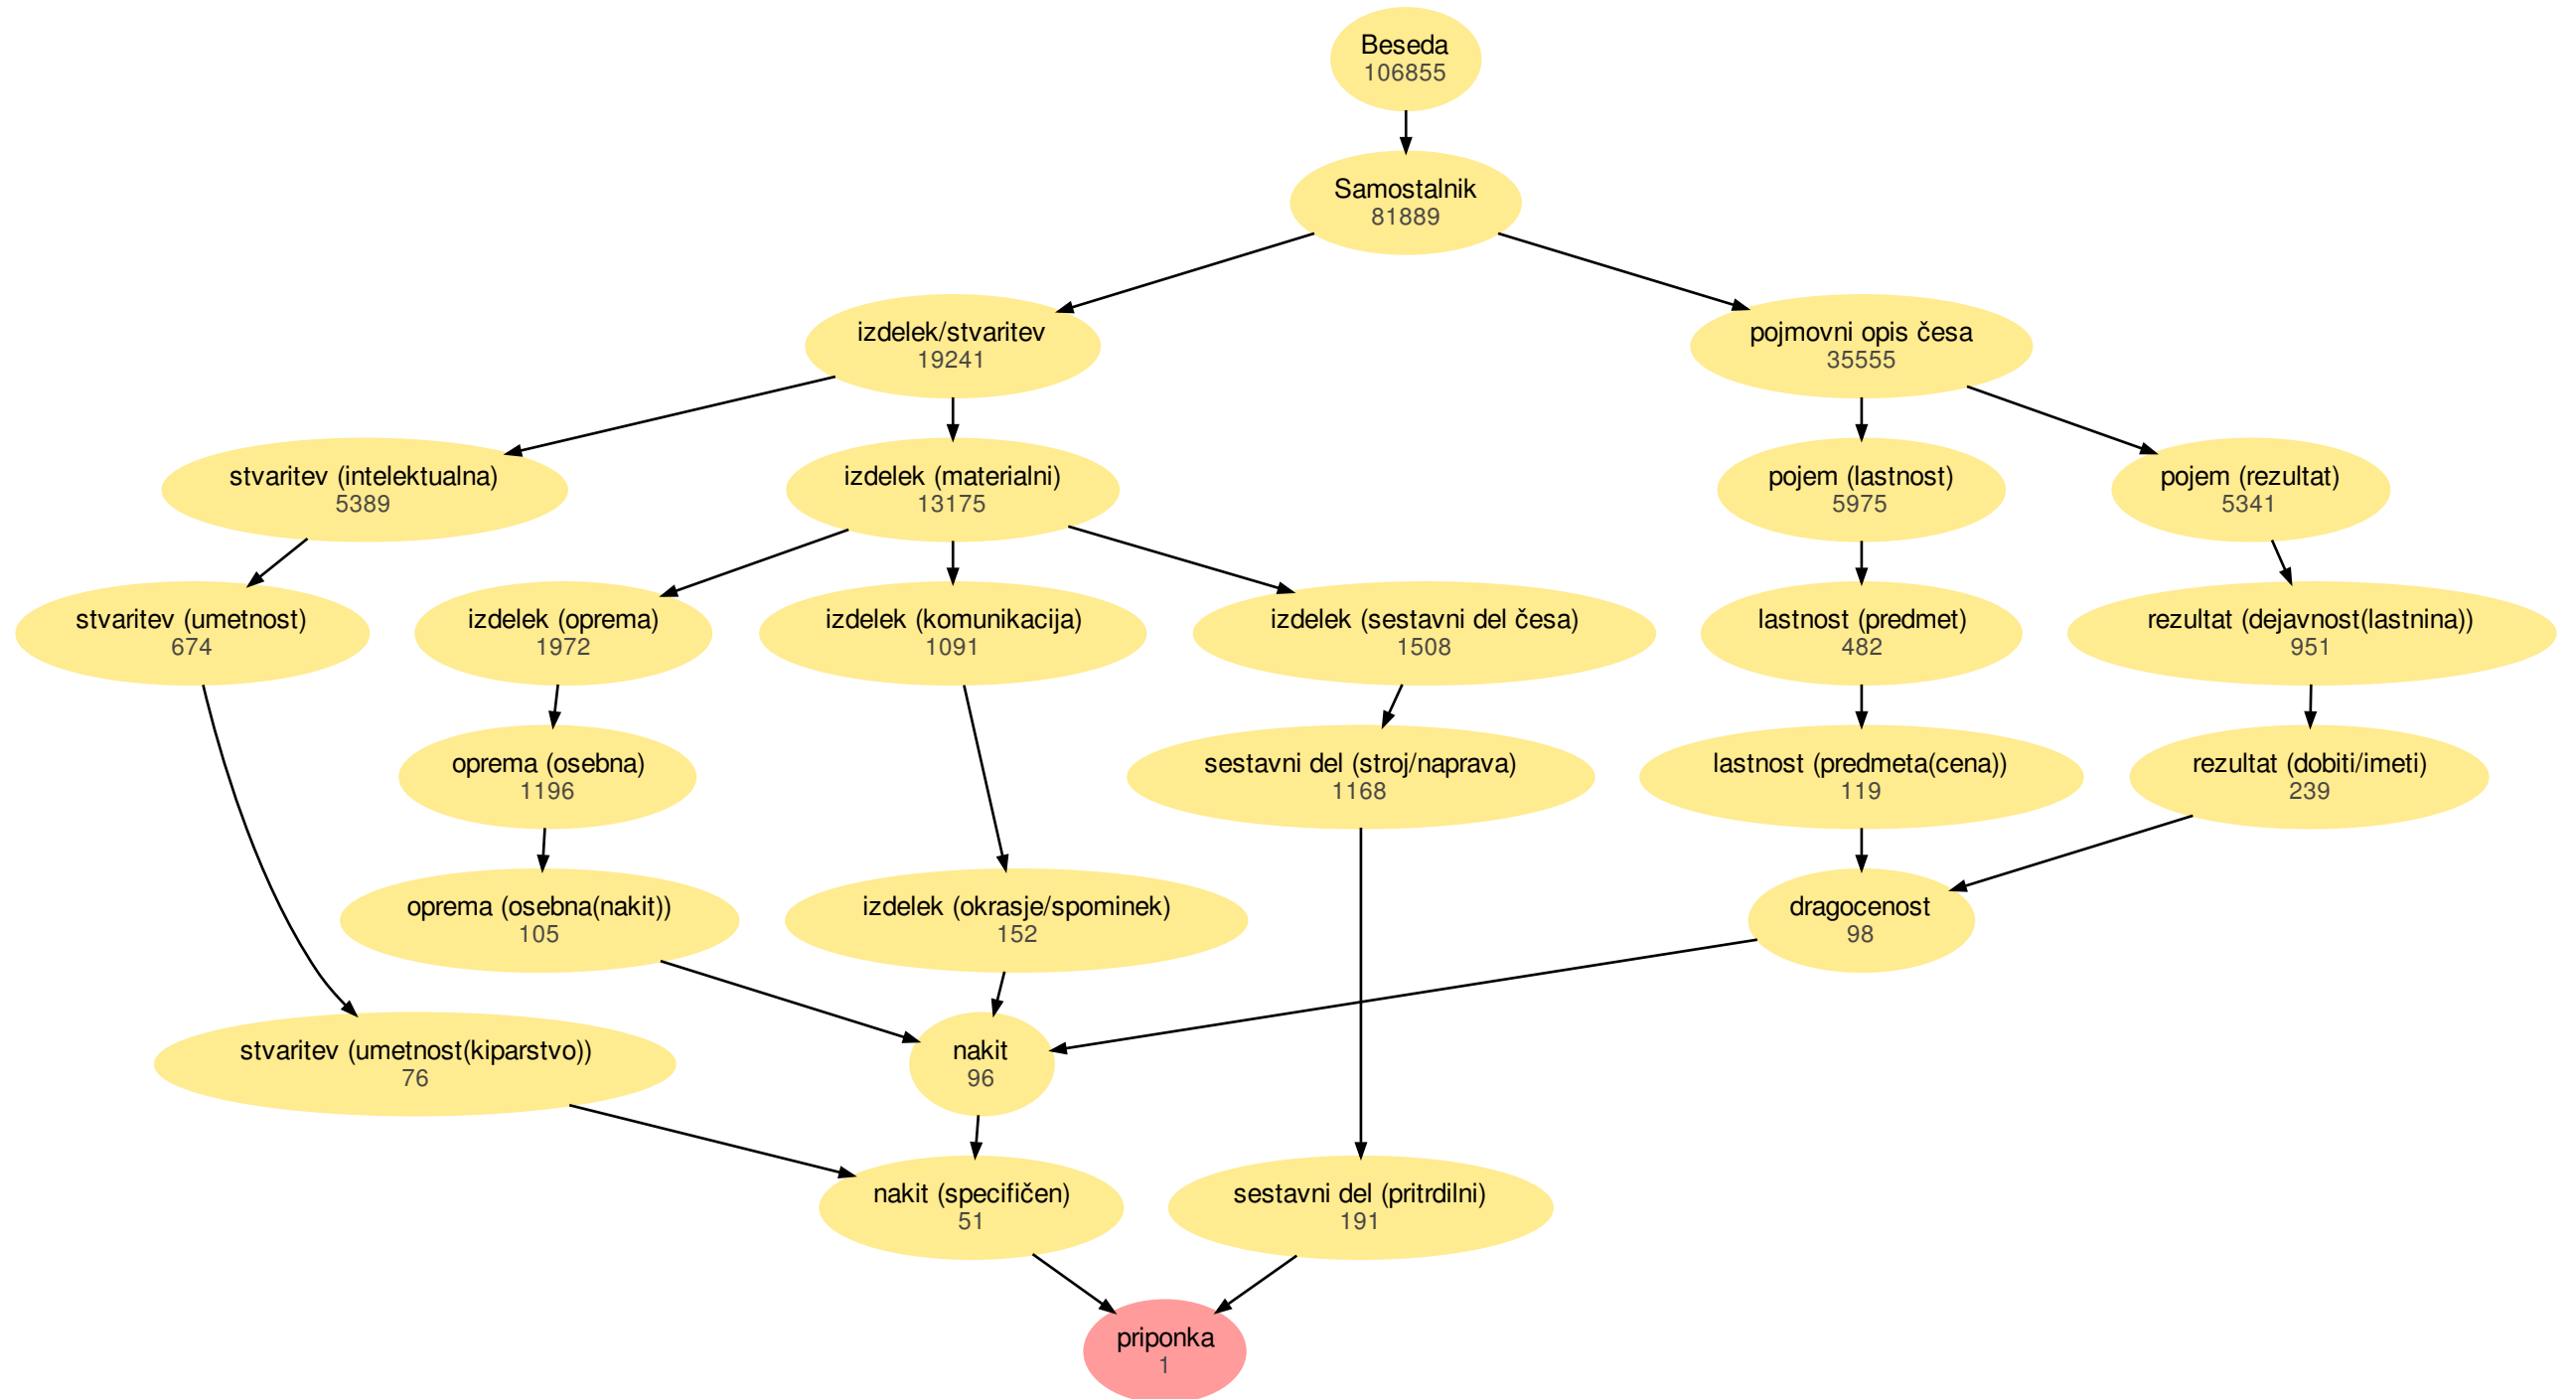 Beseda
106855
Samostalnik
81889
izdelek/stvaritev
19241
pojmovni opis česa
35555
stvaritev (intelektualna)
5389
izdelek (materialni)
13175
pojem (lastnost)
5975
pojem (rezultat)
5341
stvaritev (umetnost)
674
izdelek (oprema)
1972
izdelek (komunikacija)
1091
izdelek (sestavni del česa)
1508
lastnost (predmet)
482
rezultat (dejavnost(lastnina))
951
oprema (osebna)
1196
sestavni del (stroj/naprava)
1168
lastnost (predmeta(cena))
119
rezultat (dobiti/imeti)
239
oprema (osebna(nakit))
105
izdelek (okrasje/spominek)
152
dragocenost
98
stvaritev (umetnost(kiparstvo))
76
nakit
96
nakit (specifičen)
51
sestavni del (pritrdilni)
191
priponka
1